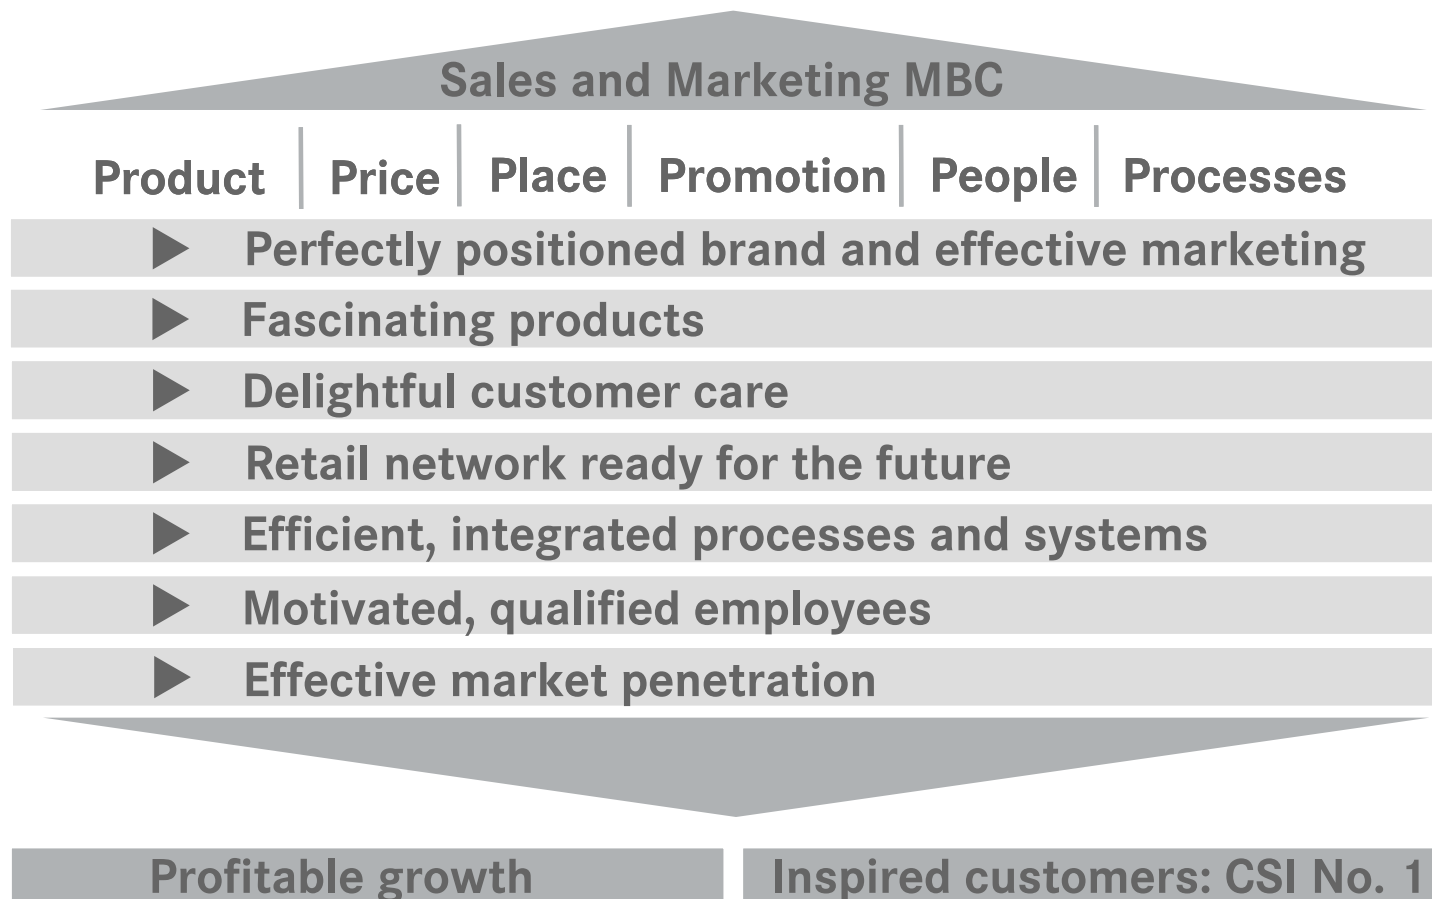 Sales and Marketing MBC
Product Price Place Promotion People Processes
Perfectly positioned brand and effective marketing
Fascinating products
Delightful customer care
Retail network ready for the future
Efficient, integrated processes and systems
Motivated, qualified employees
Effective market penetration
Profitable growth
Inspired customers: CSI No. 1